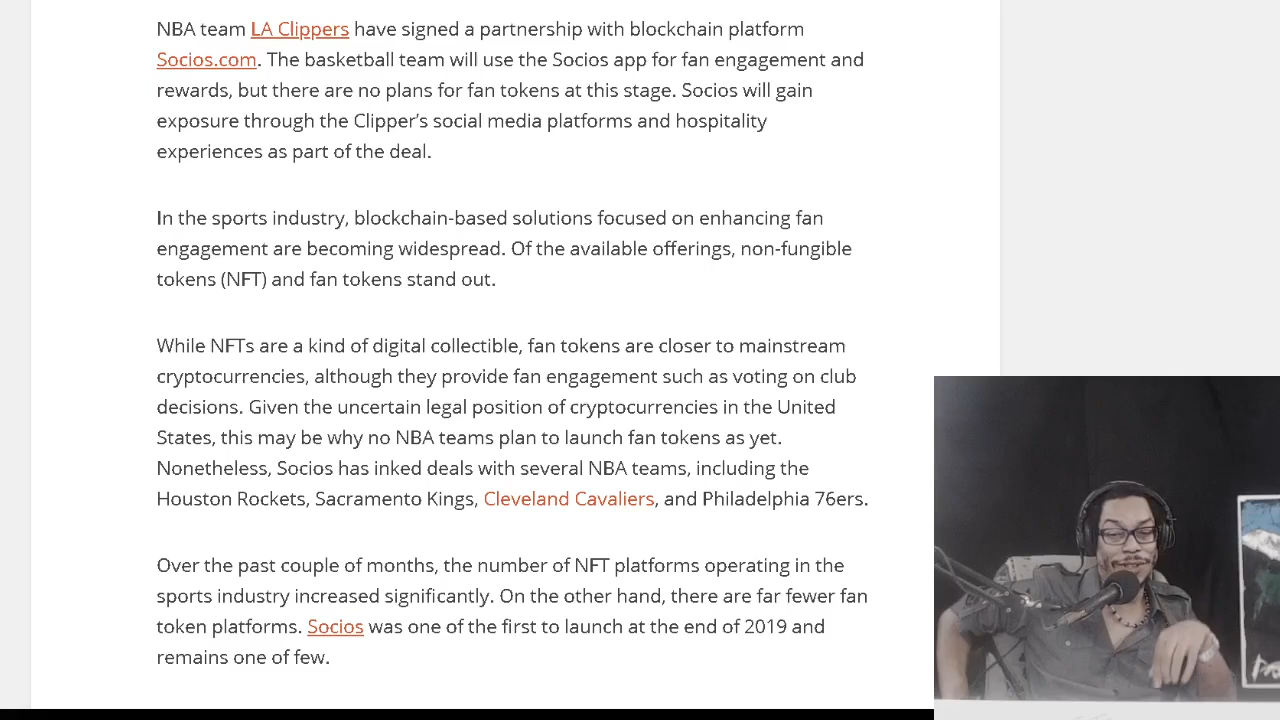 NBA team LA Clippers have signed a partnership with blockchain platform
Socios.com. The basketball team will use the Socios app for fan engagement and
rewards, but there are no plans for fan tokens at this stage. Socios will gain
exposure through the Clipper's social media platforms and hospitality
experiences as part of the deal.
In the sports industry, blockchain-based solutions focused on enhancing fan
engagement are becoming widespread. Of the available offerings, non-fungible
tokens (NFT) and fan tokens stand out.
While NFTs are a kind of digital collectible, fan tokens are closer to mainstream
cryptocurrencies, although they provide fan engagement such as voting on club
decisions. Given the uncertain legal position of cryptocurrencies in the United
States, this may be why no NBA teams plan to launch fan tokens as yet.
Nonetheless, Socios has inked deals with several NBA teams, including the
Houston Rockets, Sacramento Kings, Cleveland Cavaliers, and Philadelphia 76ers.
Over the past couple of months, the number of NFT platforms operating in the
sports industry increased significantly. On the other hand, there are far fewer fan
token platforms. Socios was one of the first to launch at the end of 2019 and
remains one of few.